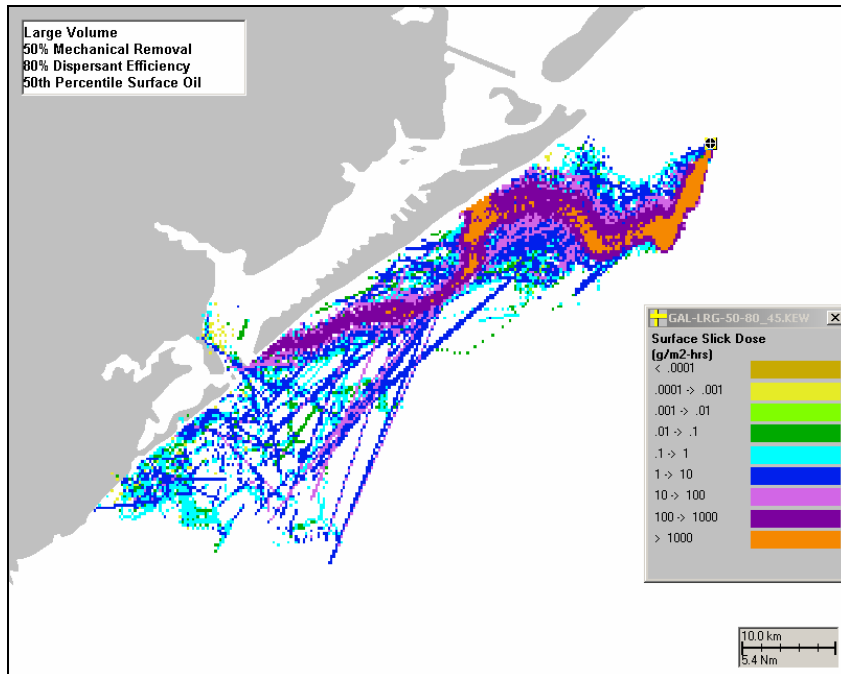 Large Volume
50% Mechanical Removal
80% Dispersant Efficiency
50th Percentile Surface Oil
GAL-LRG-50-80_45.KEW
Surface Slick Dose
(g/m2-hrs)
< .0001
.0001 -> .001
.001 -> .01
.01 -> .1
.1 -> 1
1 -> 10
10 -> 100
100 -> 1000
> 1000
10.0 km
5.4 Nm